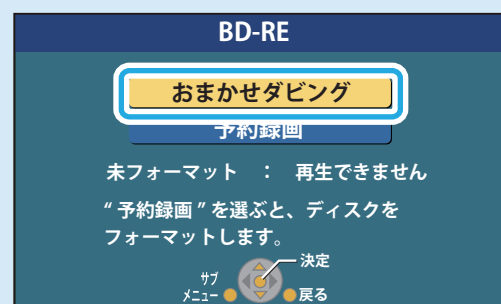 BD-RE
おまかせダビング
予約録画
未フォーマット ： 再生できません
“ 予約録画 ” を選ぶと、ディスクを
フォーマットします。
決定
サブ
メニュー
戻る